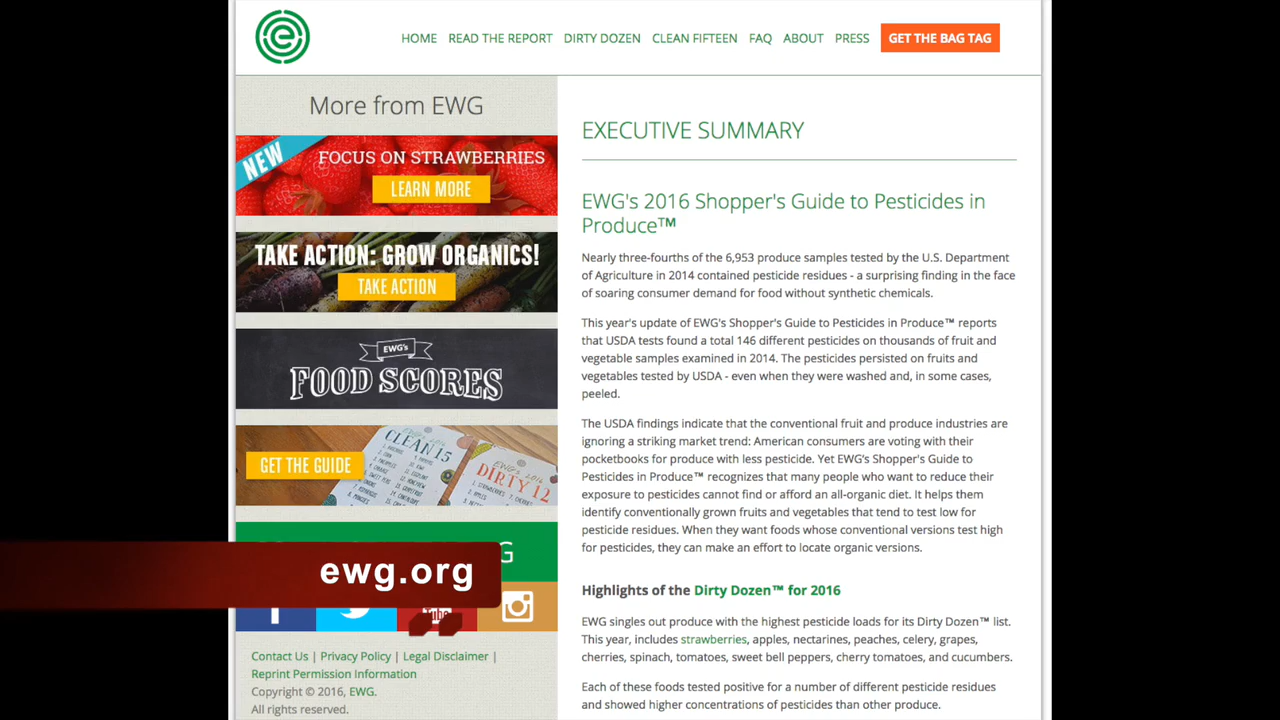 HOME READ THE REPORT DIRTY DOZEN CLEAN FIFTEEN FAQ ABOUT PRESS GET THE BAG TAG
More from EWG
NEW
FOCUS ON STRAWBERRIES
LEARN MORE
TAKE ACTION: GROW ORGANICS!
TAKE ACTION
EWG's
FOOD SCORES
GET THE GUIDE
CLEAN 15
EWG's 2016
DIRTY 12
G
ewg.org
Tube
Contact Us | Privacy Policy | Legal Disclaimer |
Reprint Permission Information
Copyright © 2016, EWG.
All rights reserved.
EXECUTIVE SUMMARY
EWG's 2016 Shopper's Guide to Pesticides in
Produce™
Nearly three-fourths of the 6,953 produce samples tested by the U.S. Department
of Agriculture in 2014 contained pesticide residues - a surprising finding in the face
of soaring consumer demand for food without synthetic chemicals.
This year's update of EWG's Shopper's Guide to Pesticides in Produce™ reports
that USDA tests found a total 146 different pesticides on thousands of fruit and
vegetable samples examined in 2014. The pesticides persisted on fruits and
vegetables tested by USDA - even when they were washed and, in some cases,
peeled.
The USDA findings indicate that the conventional fruit and produce industries are
ignoring a striking market trend: American consumers are voting with their
pocketbooks for produce with less pesticide. Yet EWG's Shopper's Guide to
Pesticides in Produce™ recognizes that many people who want to reduce their
exposure to pesticides cannot find or afford an all-organic diet. It helps them
identify conventionally grown fruits and vegetables that tend to test low for
pesticide residues. When they want foods whose conventional versions test high
for pesticides, they can make an effort to locate organic versions.
Highlights of the Dirty Dozen™ for 2016
EWG singles out produce with the highest pesticide loads for its Dirty Dozen™ list.
This year, includes strawberries, apples, nectarines, peaches, celery, grapes,
cherries, spinach, tomatoes, sweet bell peppers, cherry tomatoes, and cucumbers.
Each of these foods tested positive for a number of different pesticide residues
and showed higher concentrations of pesticides than other produce.